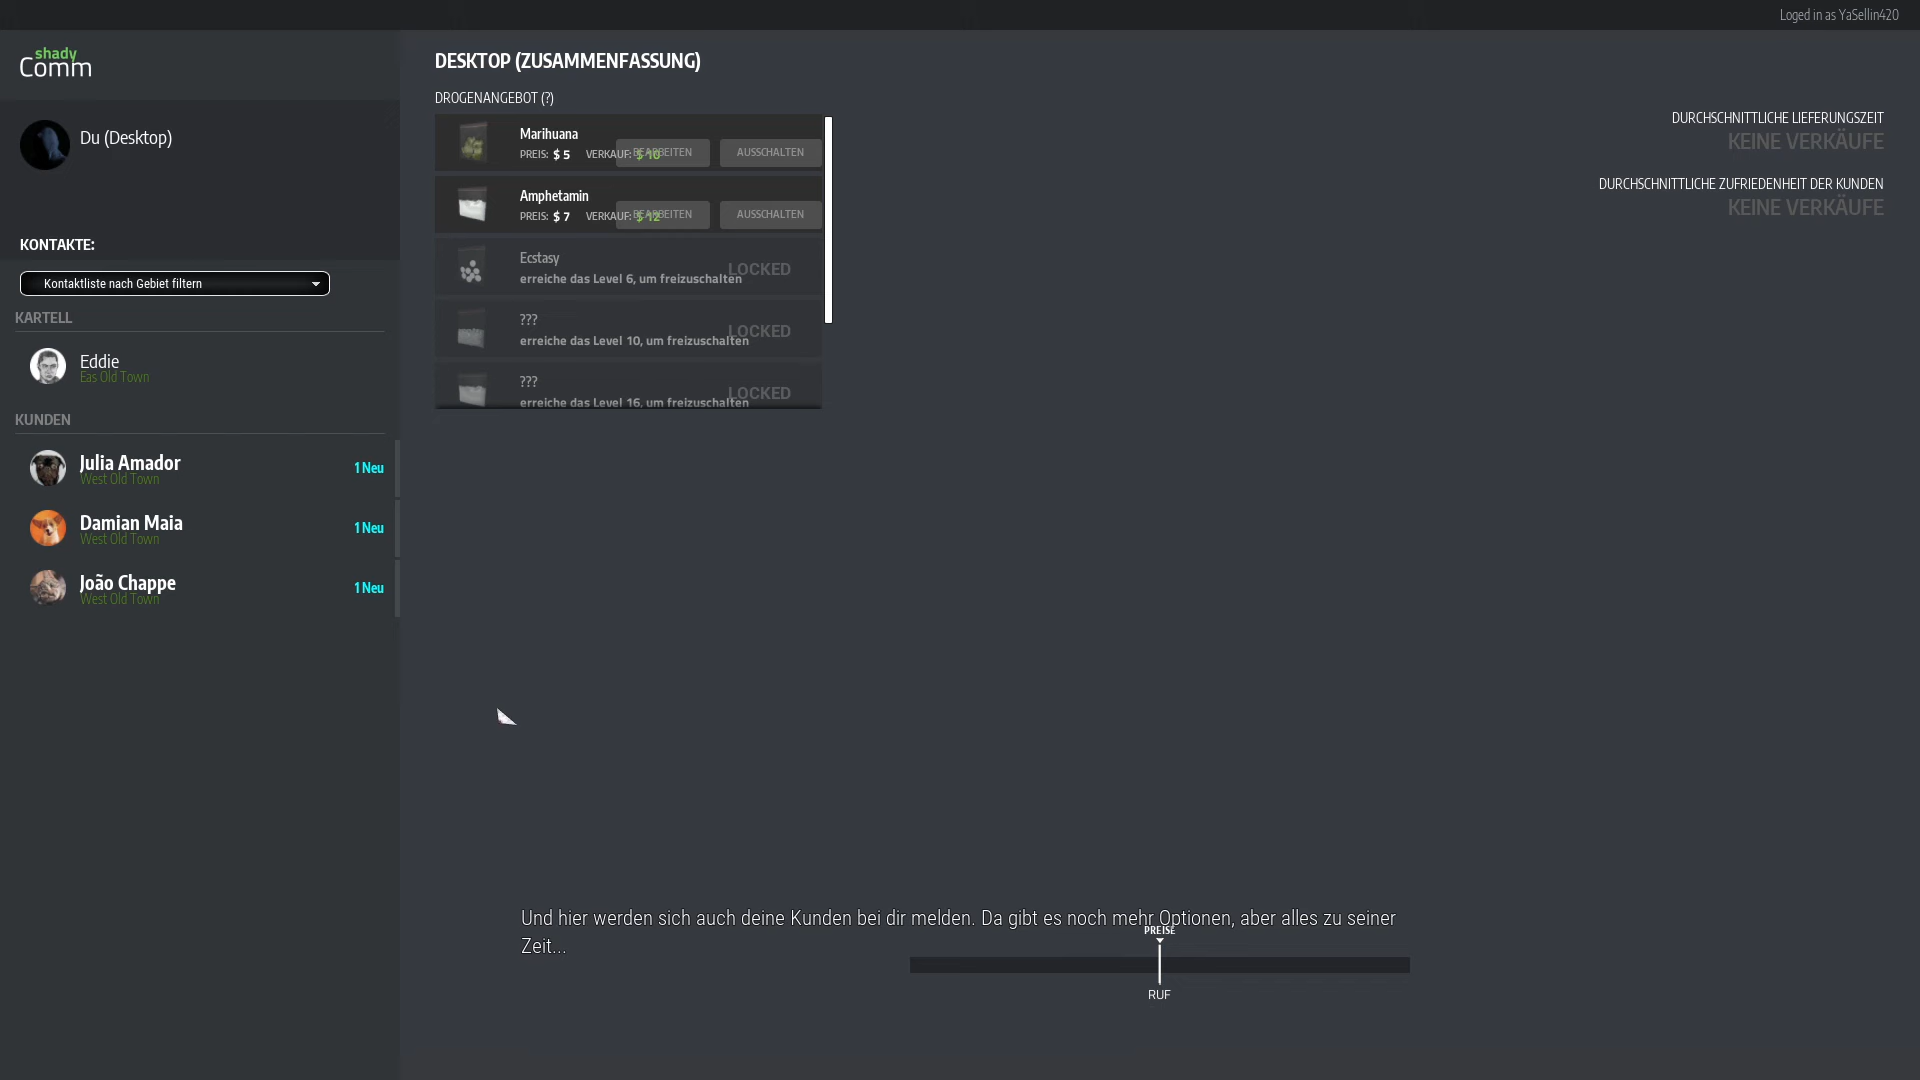 Loged in as YaSellin420
shady
Comm
Du (Desktop)
KONTAKTE:
Kontaktliste nach Gebiet filtern
KARTELL
Eddie
Eas Old Town
KUNDEN
Julia Amador
West Old Town
1 Neu
Damian Maia
West Old Town
1 Neu
João Chappe
West Old Town
1 Neu
DESKTOP (ZUSAMMENFASSUNG)
DROGENANGEBOT (?)
Marihuana
PREIS: $ 5 VERKAUF: $ 10 BEARBEITEN AUSSCHALTEN
Amphetamin
PREIS: $ 7 VERKAUF: $ 12 BEARBEITEN AUSSCHALTEN
Ecstasy
erreiche das Level 6, um freizuschalten
LOCKED
???
erreiche das Level 10, um freizuschalten
LOCKED
???
erreiche das Level 16, um freizuschalten
LOCKED
DURCHSCHNITTLICHE LIEFERUNGSZEIT
KEINE VERKÄUFE
DURCHSCHNITTLICHE ZUFRIEDENHEIT DER KUNDEN
KEINE VERKÄUFE
Und hier werden sich auch deine Kunden bei dir melden. Da gibt es noch mehr Optionen, aber alles zu seiner
Zeit...
PREISE
RUF